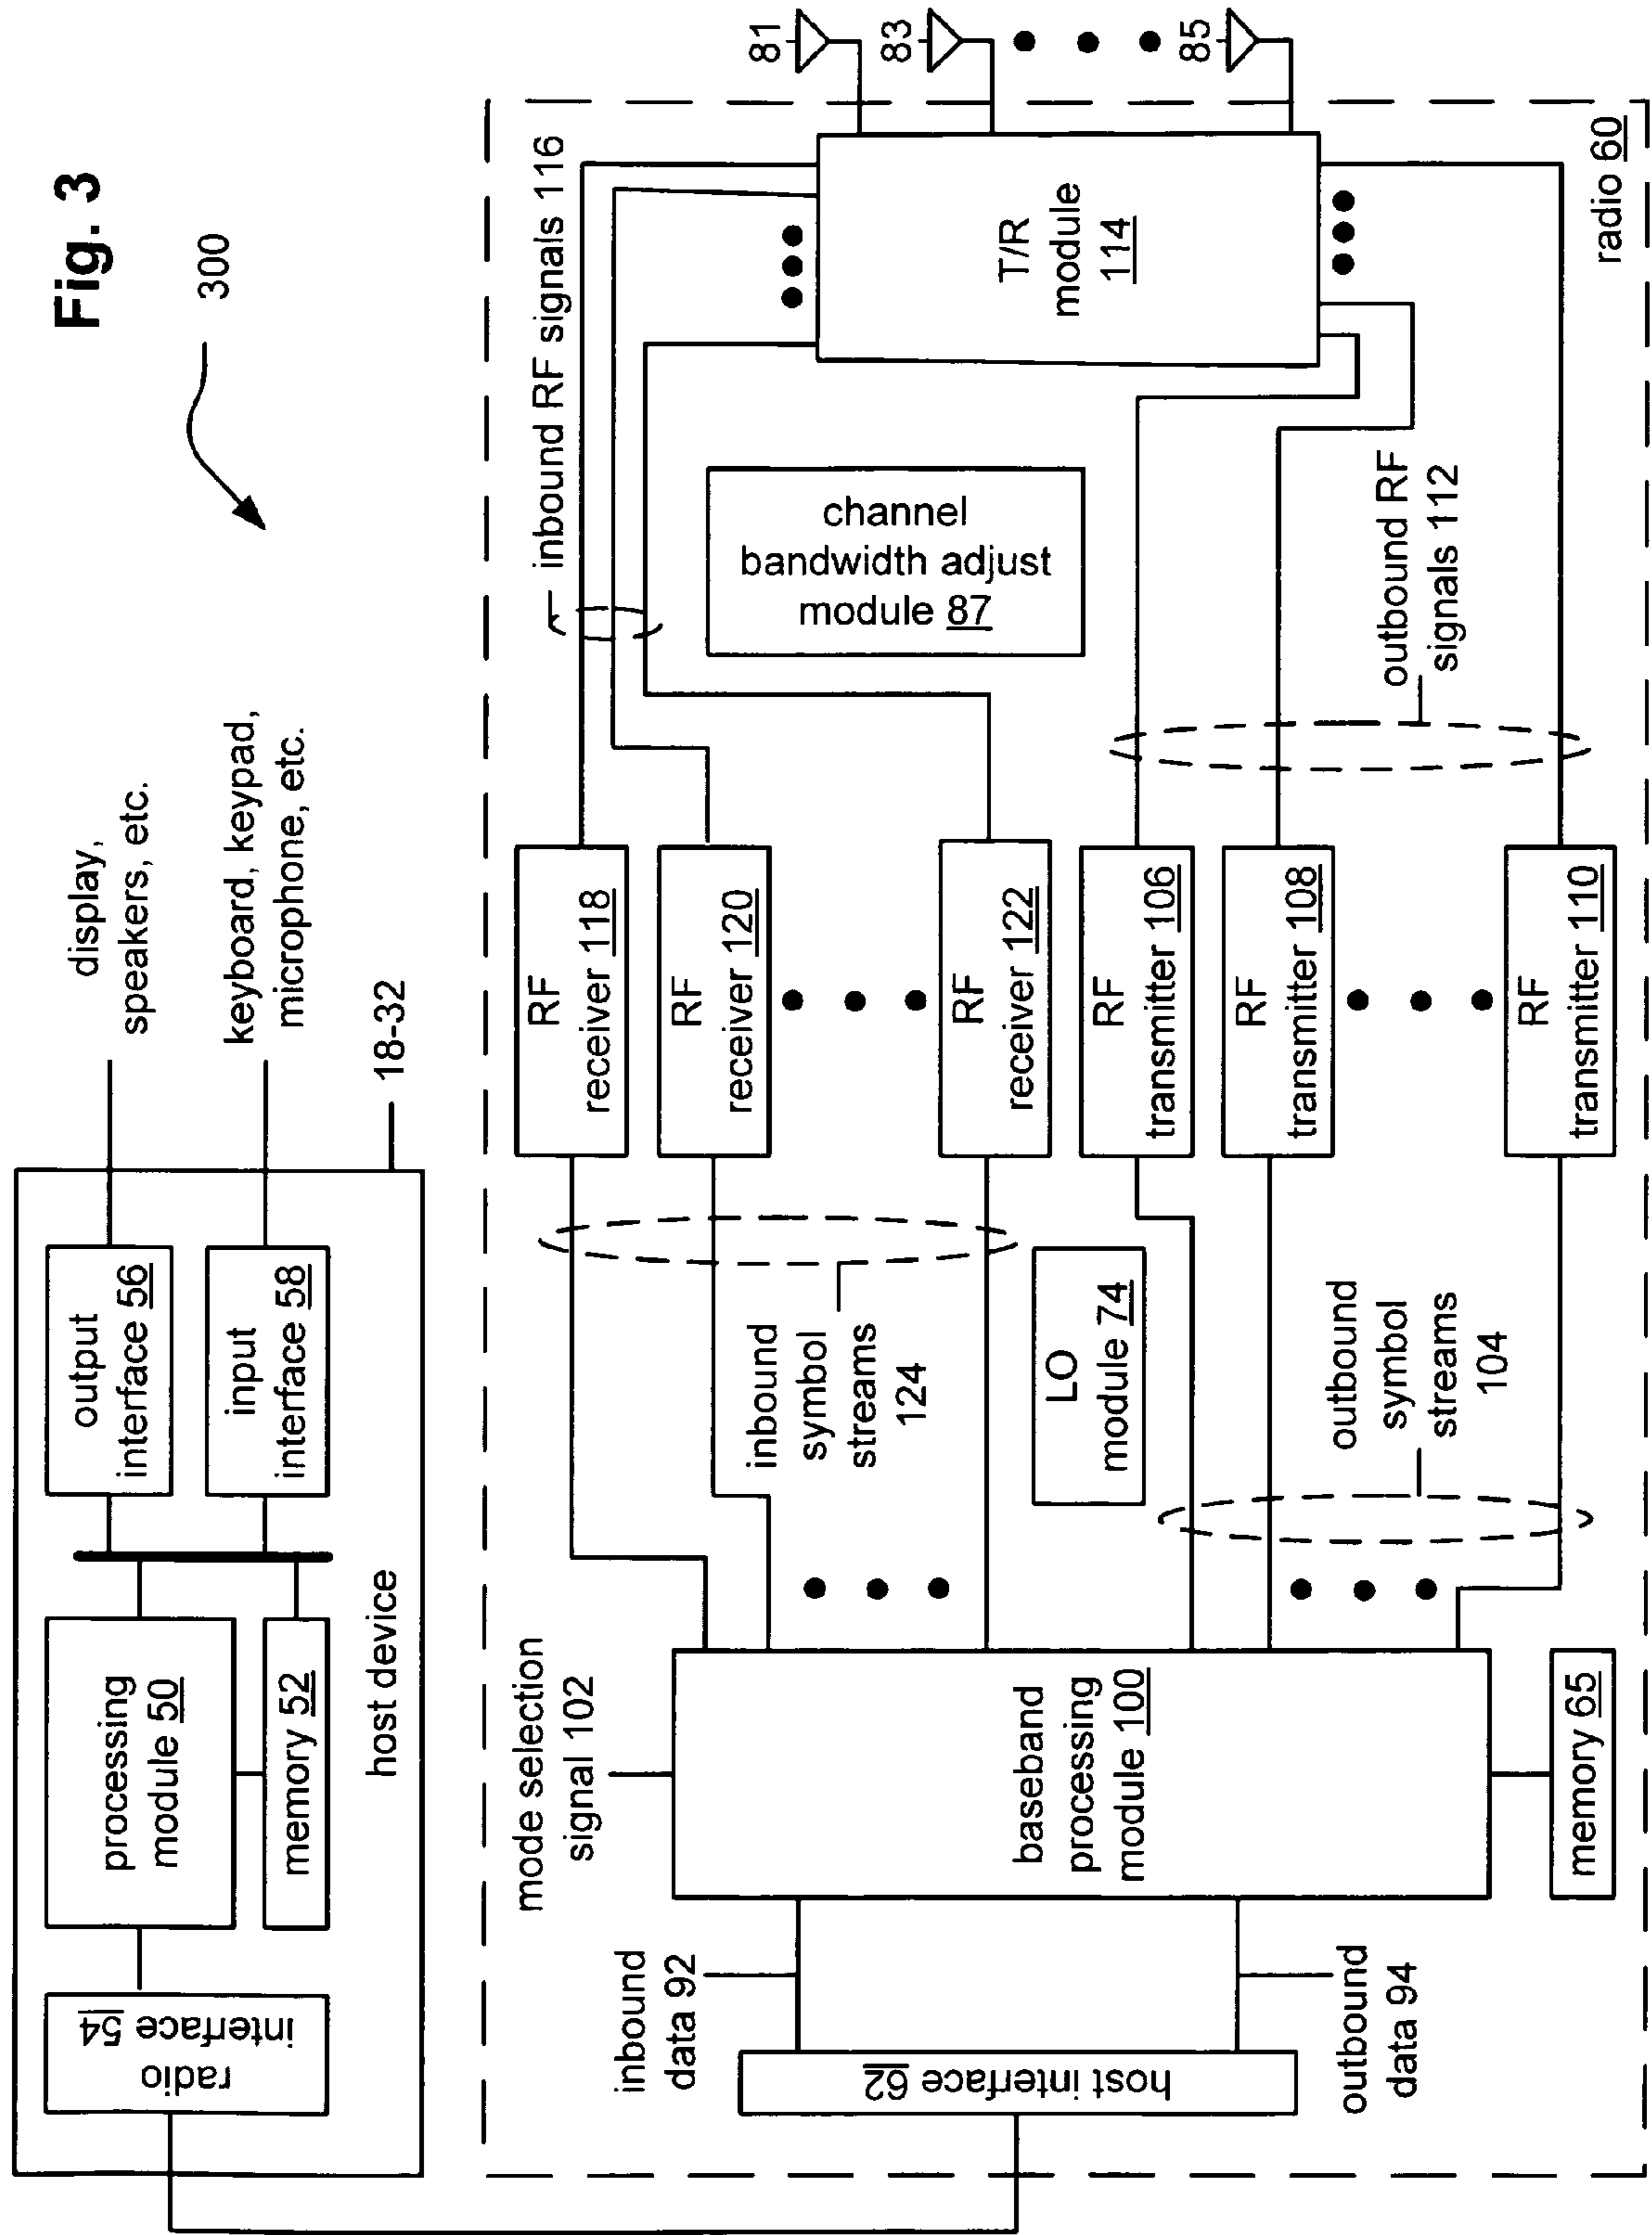 Fig. 3
300
display,
speakers, etc.
keyboard, keypad,
microphone, etc.
18-32
output
interface 56
input
interface 58
processing
module 50
memory 52
radio
interface 54
host device
radio 60
mode selection
signal 102
inbound
data 92
outbound
data 94
host interface 62
baseband
processing
module 100
memory 65
inbound
symbol
streams
124
LO
module 74
outbound
symbol
streams
104
RF
receiver 118
RF
receiver 120
RF
receiver 122
RF
transmitter 106
RF
transmitter 108
RF
transmitter 110
inbound RF signals 116
channel
bandwidth adjust
module 87
outbound RF
signals 112
T/R
module
114
81
83
85